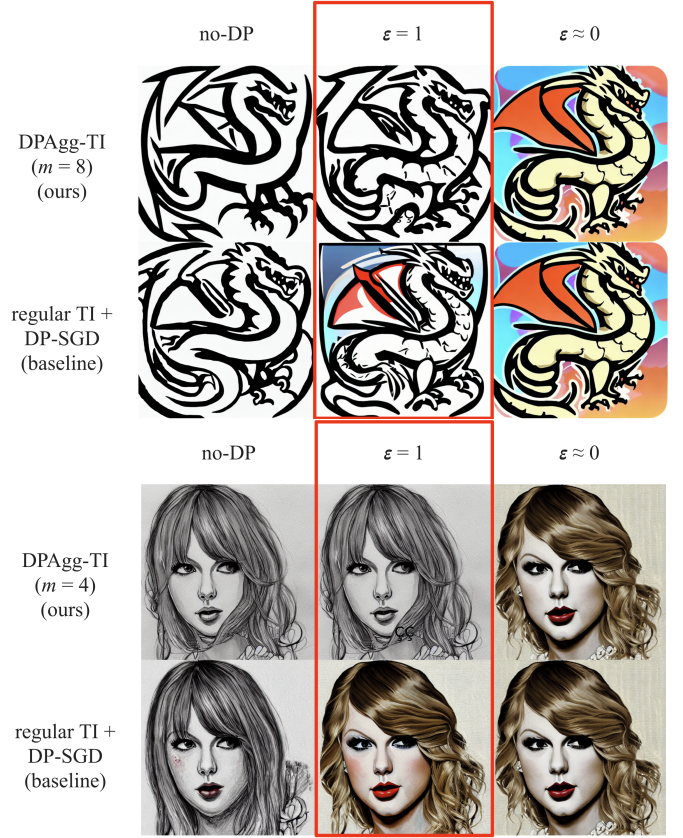 no-DP
ε = 1
ε ≈ 0
DPAgg-TI
(m = 8)
(ours)
regular TI +
DP-SGD
(baseline)
no-DP
ε = 1
ε ≈ 0
DPAgg-TI
(m = 4)
(ours)
regular TI +
DP-SGD
(baseline)